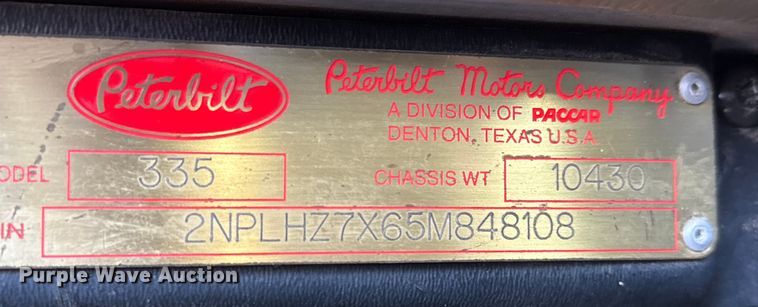 Peterbilt
Peterbilt Motors Company
A DIVISION OF PACCAR
DENTON, TEXAS U.S.A.
ODEL 335 CHASSIS WT 10430
IN 2NPLHZ7X65M848108
Purple Wave Auction